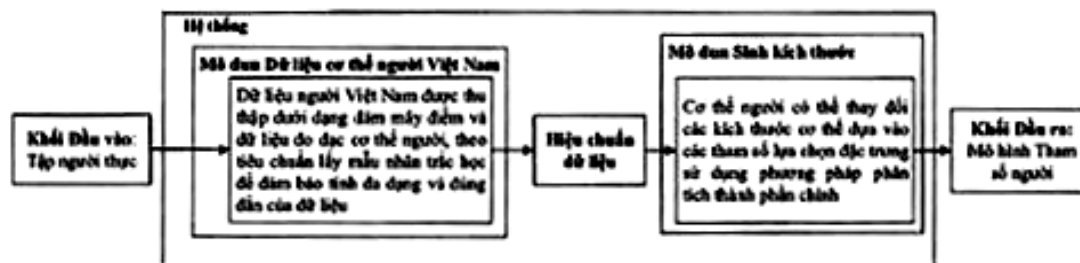 Hệ thống
Khối Đầu vào:
Tập người thực
Mô đun Dữ liệu cơ thể người Việt Nam
Dữ liệu người Việt Nam được thu
thập dưới dạng đám mây điểm và
dữ liệu đo đạc cơ thể người, theo
tiêu chuẩn lấy mẫu nhân trắc học
để đảm bảo tính đa dạng và đúng
đắn của dữ liệu
Hiệu chuẩn
dữ liệu
Mô đun Sinh kích thước
Cơ thể người có thể thay đổi
các kích thước cơ thể dựa vào
các tham số lựa chọn đặc trưng
sử dụng phương pháp phân
tích thành phần chính
Khối Đầu ra:
Mô hình Tham
số người